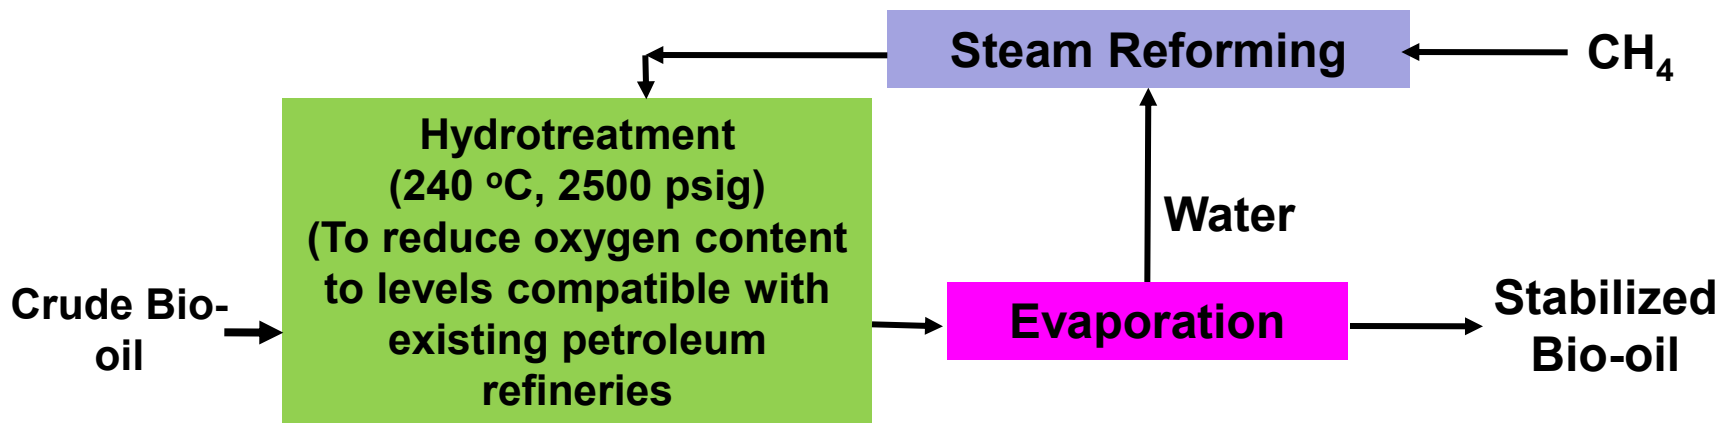 Steam Reforming
CH₄
Hydrotreatment
(240 ºC, 2500 psig)
(To reduce oxygen content
to levels compatible with
existing petroleum
refineries
Crude Bio-
oil
Water
Evaporation
Stabilized
Bio-oil